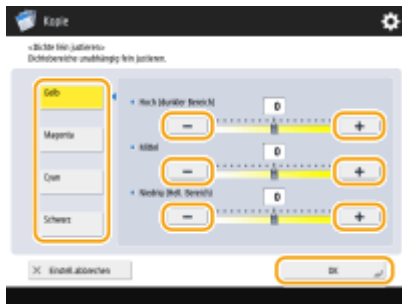 Kopie
<Dichte fein justieren>
Dichtebereiche unabhängig fein justieren.
Gelb
Hoch (dunkler Bereich)
0
Magenta
Mittel
0
Cyan
Niedrig (Hell. Bereich)
0
Schwarz
Einstell. abbrechen
OK